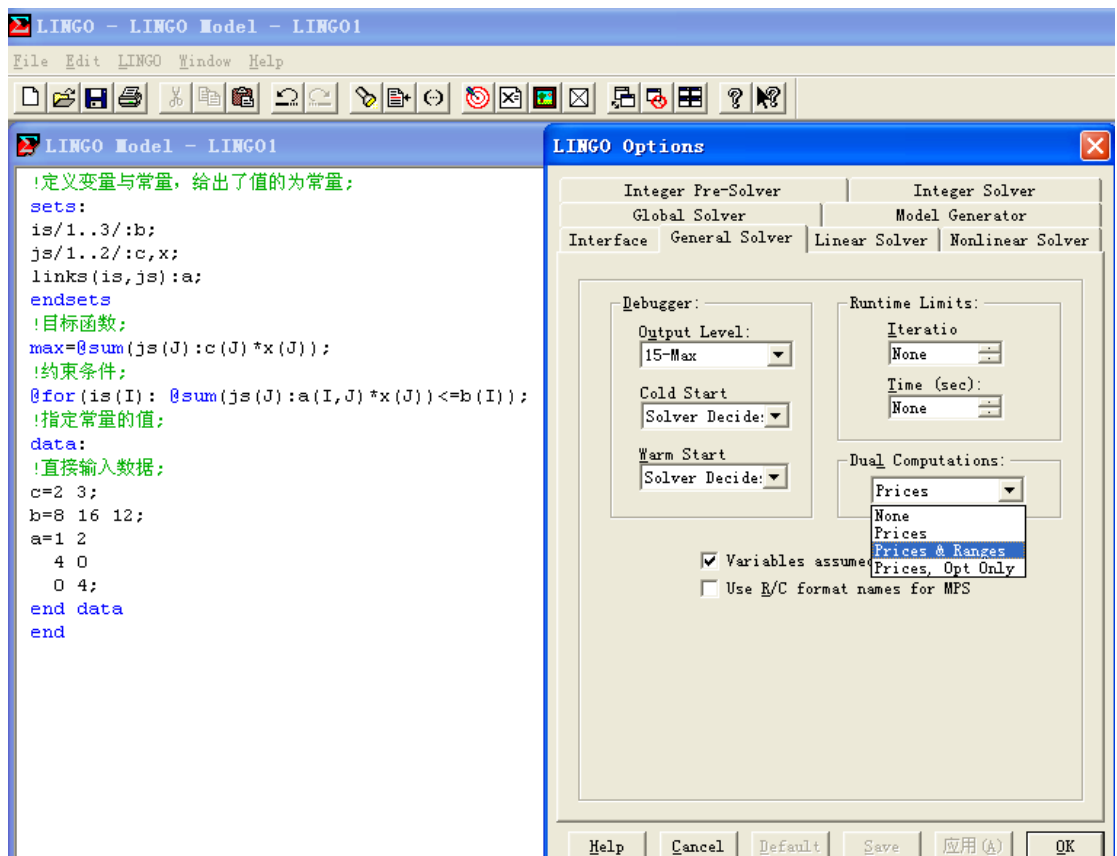 LINGO - LINGO Model - LINGO1
File Edit LINGO Window Help
LINGO Model - LINGO1
!定义变量与常量，给出了值的为常量;
sets:
is/1..3/:b;
js/1..2/:c,x;
links(is,js):a;
endsets
!目标函数;
max=@sum(js(J):c(J)*x(J));
!约束条件;
@for(is(I): @sum(js(J):a(I,J)*x(J))<=b(I));
!指定常量的值;
data:
!直接输入数据;
c=2 3;
b=8 16 12;
a=1 2
4 0
0 4;
end data
end
LINGO Options
Integer Pre-Solver Integer Solver
Global Solver Model Generator
Interface General Solver Linear Solver Nonlinear Solver
Debugger:
Output Level:
15-Max
Cold Start
Solver Decide:
Warm Start
Solver Decide:
Runtime Limits:
Iteratio
None
Time (sec):
None
Dual Computations:
Prices
None
Prices
Prices & Ranges
Prices, Opt Only
Variables assumed
Use R/C format names for MPS
Help Cancel Default Save 应用(A) OK